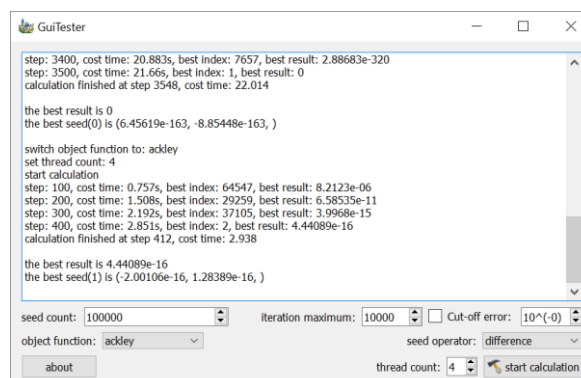 GuiTester
step: 3400, cost time: 20.883s, best index: 7657, best result: 2.88683e-320
step: 3500, cost time: 21.66s, best index: 1, best result: 0
calculation finished at step 3548, cost time: 22.014
the best result is 0
the best seed(0) is (6.45619e-163, -8.85448e-163, )
switch object function to: ackley
set thread count: 4
start calculation
step: 100, cost time: 0.757s, best index: 64547, best result: 8.2123e-06
step: 200, cost time: 1.508s, best index: 29259, best result: 6.58535e-11
step: 300, cost time: 2.192s, best index: 37105, best result: 3.9968e-15
step: 400, cost time: 2.851s, best index: 2, best result: 4.44089e-16
calculation finished at step 412, cost time: 2.938
the best result is 4.44089e-16
the best seed(1) is (-2.00106e-16, 1.28389e-16, )
seed count: 100000 iteration maximum: 10000 Cut-off error: 10^(-0)
object function: ackley seed operator: difference
about thread count: 4 start calculation